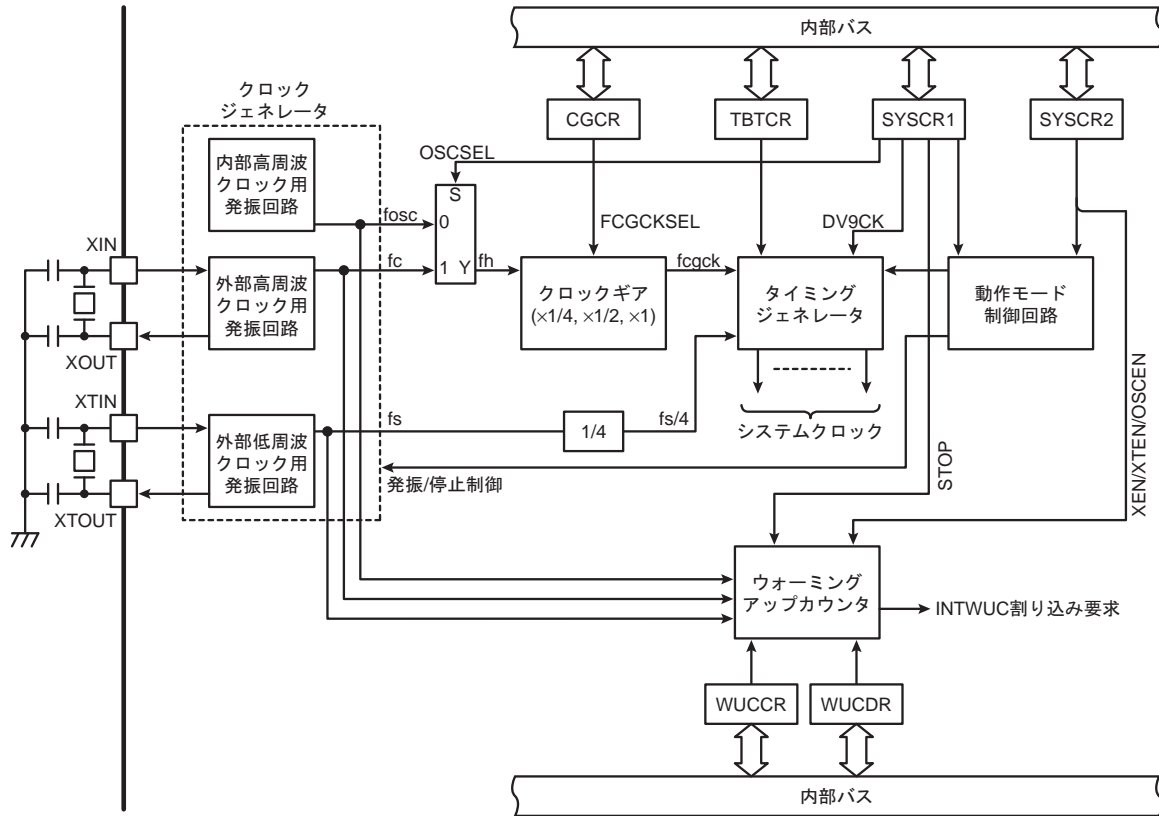 内部バス
クロック
ジェネレータ
CGCR
TBTCR
SYSCR1
SYSCR2
内部高周波
クロック用
発振回路
OSCSEL
S
0
1 Y
fosc
fc
fh
FCGCKSEL
DV9CK
fcgck
XIN
XOUT
外部高周波
クロック用
発振回路
クロックギア
(×1/4, ×1/2, ×1)
タイミング
ジェネレータ
動作モード
制御回路
XTIN
XTOUT
外部低周波
クロック用
発振回路
fs
1/4
fs/4
システムクロック
発振/停止制御
STOP
XEN/XTEN/OSCEN
ウォーミング
アップカウンタ
INTWUC割り込み要求
WUCCR
WUCDR
内部バス